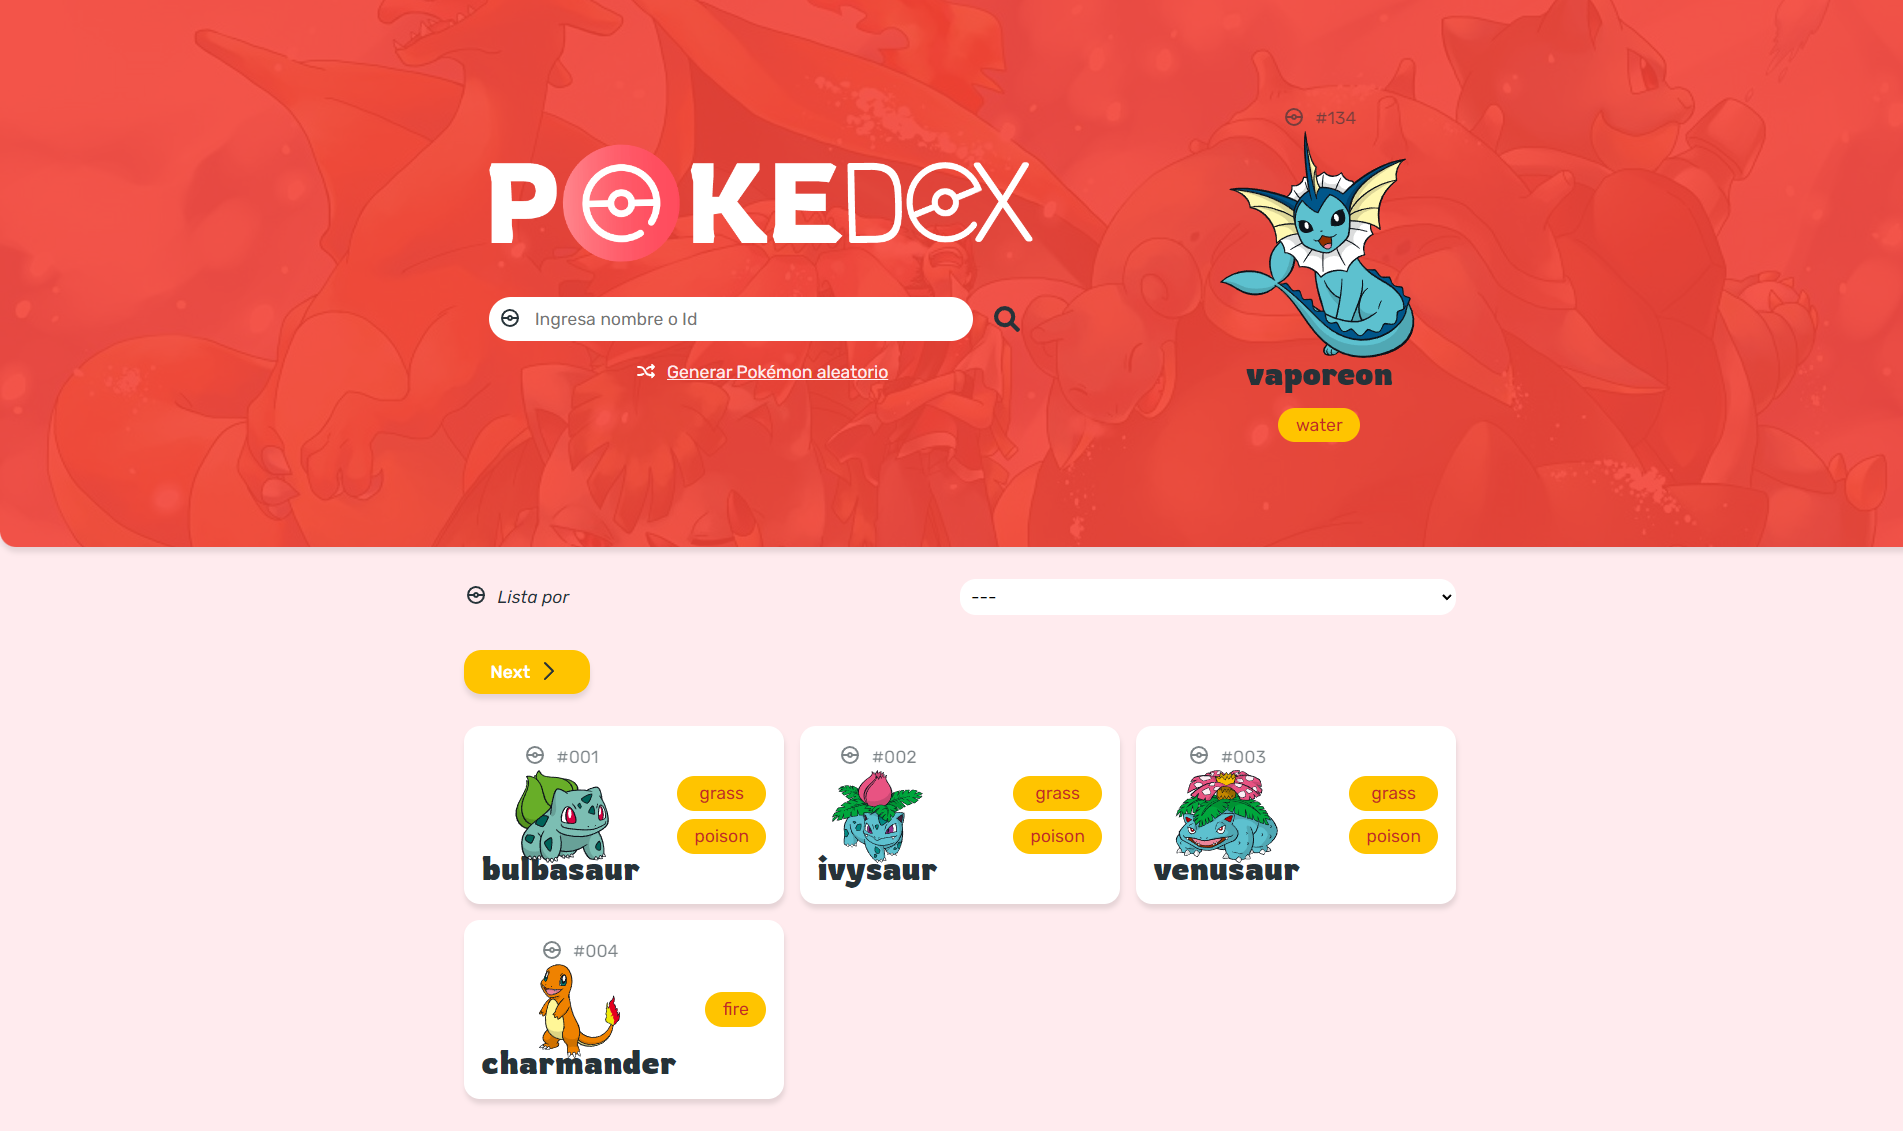 POKEDEX
Ingresa nombre o Id
Generar Pokémon aleatorio
#134
vaporeon
water
Lista por
---
Next
#001
grass
poison
bulbasaur
#002
grass
poison
ivysaur
#003
grass
poison
venusaur
#004
fire
charmander